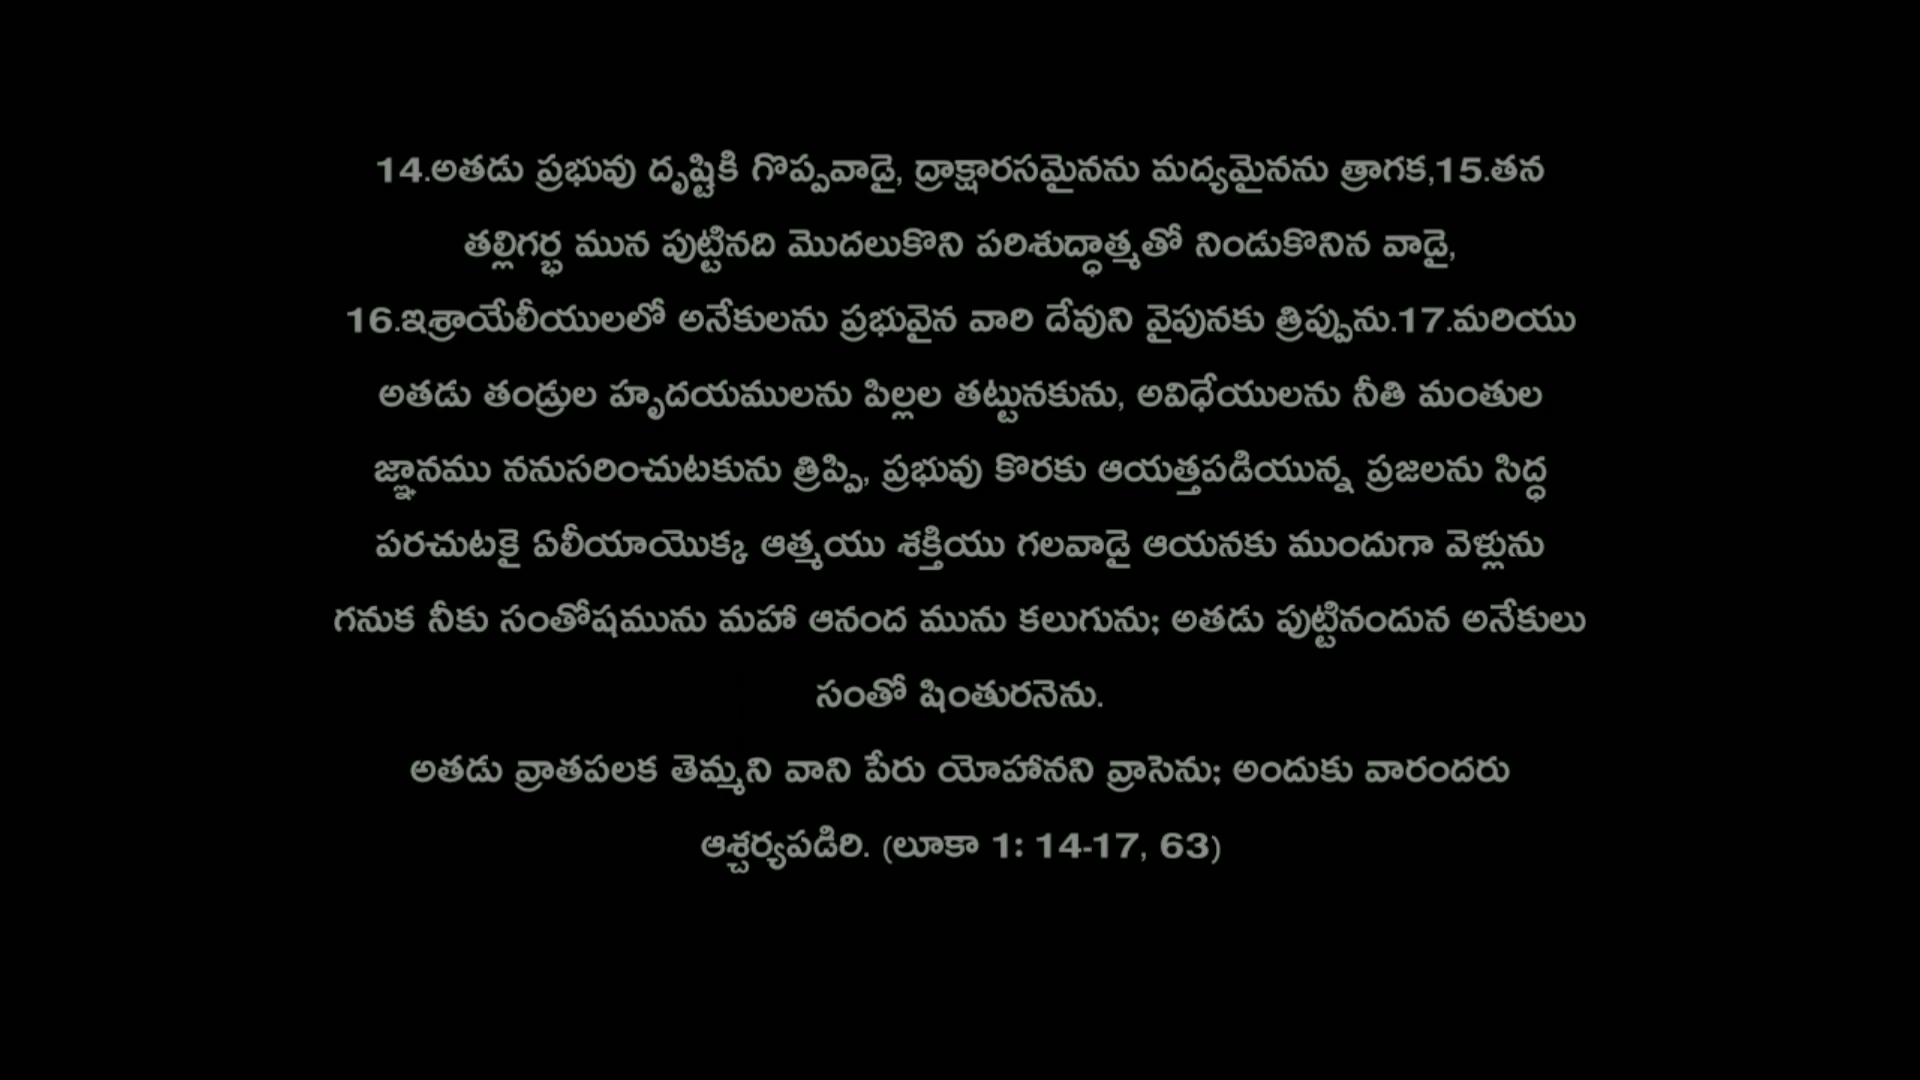 14.అతడు ప్రభువు దృష్టికి గొప్పవాడై, ద్రాక్షారసమైనను మద్యమైనను త్రాగక,15.తన
తల్లిగర్భ మున పుట్టినది మొదలుకొని పరిశుద్ధాత్మతో నిండుకొనిన వాడై,
16.ఇశ్రాయేలీయులలో అనేకులను ప్రభువైన వారి దేవుని వైపునకు త్రిప్పును.17.మరియు
అతడు తండ్రుల హృదయములను పిల్లల తట్టునకును, అవిధేయులను నీతి మంతుల
జ్ఞానము ననుసరించుటకును త్రిప్పి, ప్రభువు కొరకు ఆయత్తపడియున్న ప్రజలను సిద్ధ
పరచుటకై ఏలీయాయొక్క ఆత్మయు శక్తియు గలవాడై ఆయనకు ముందుగా వెళ్లును
గనుక నీకు సంతోషమును మహా ఆనంద మును కలుగును; అతడు పుట్టినందున అనేకులు
సంతో షింతురనెను.
అతడు వ్రాతపలక తెమ్మని వాని పేరు యోహానని వ్రాసెను; అందుకు వారందరు
ఆశ్చర్యపడిరి. (లూకా 1: 14-17, 63)